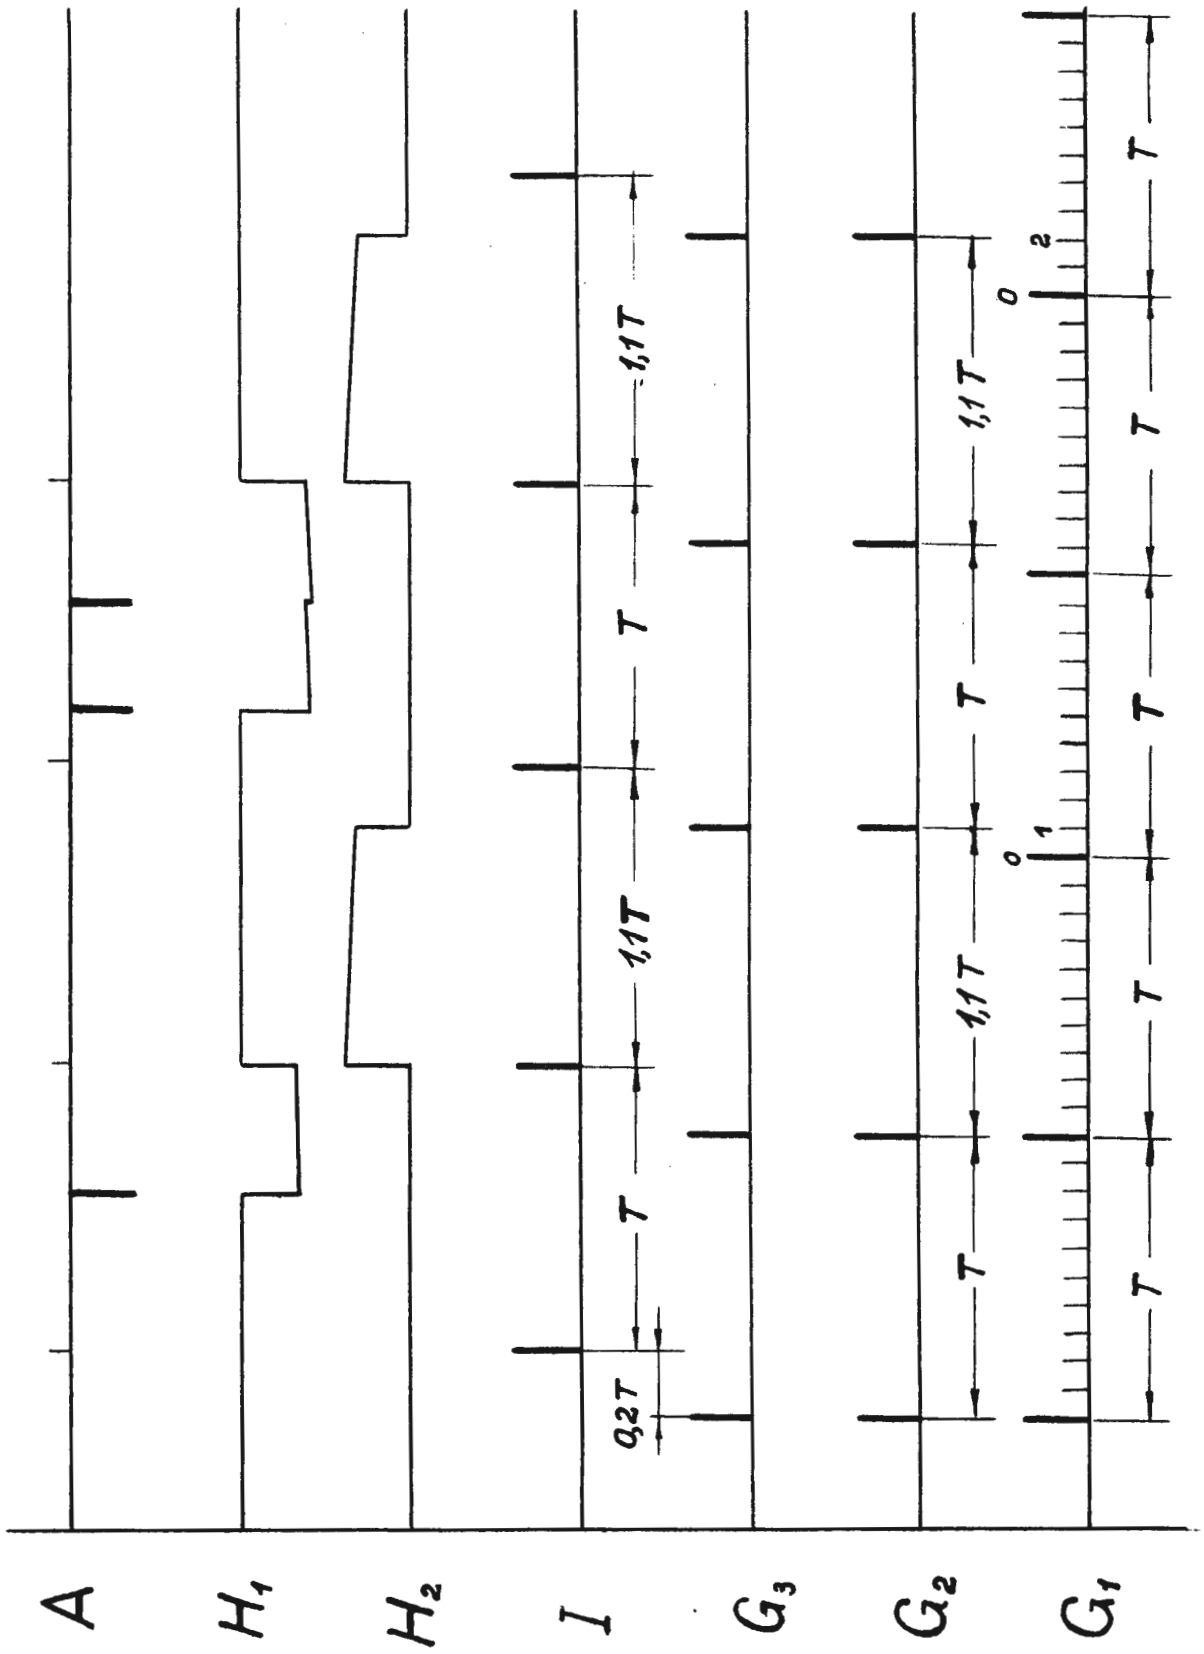 A
H₁
H₂
I
0,2T T 1,1T T 1,1T
G₃
G₂
T 1,1T T 1,1T
0 1 0 2
G₁
T T T T T